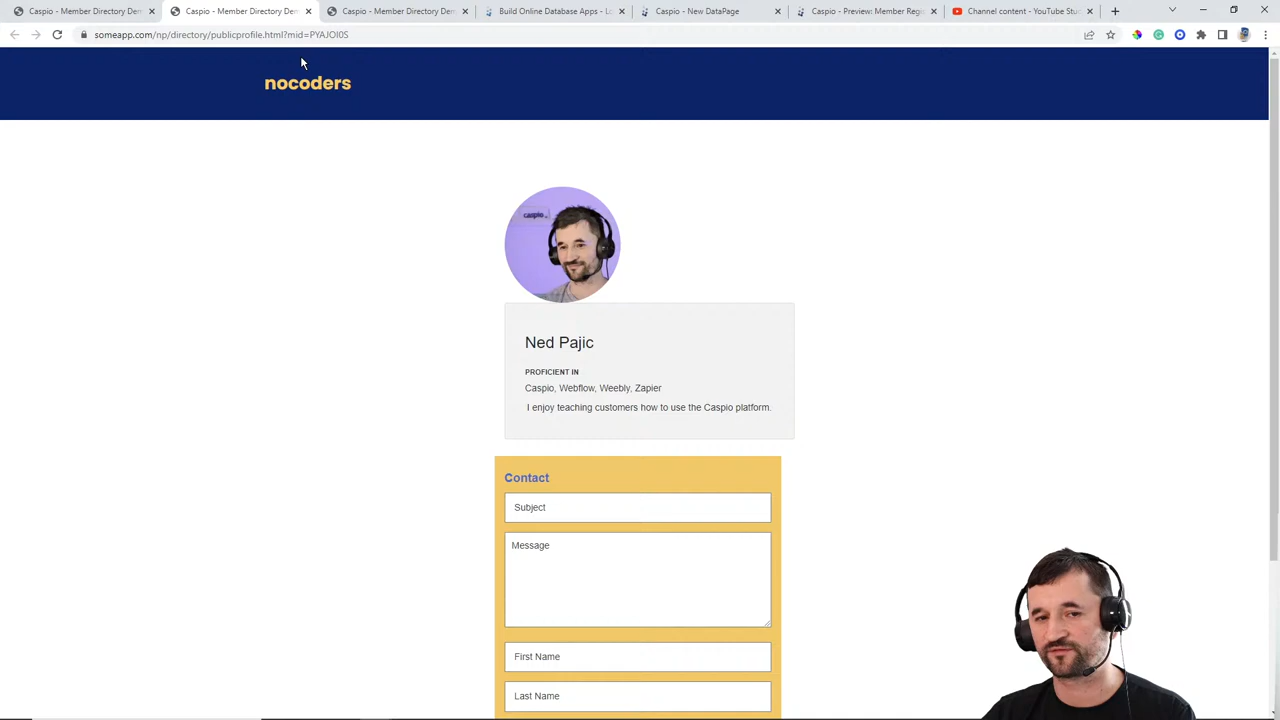 Caspio - Member Directory Dem
Caspio - Member Directory Dem
Caspio - Member Directory Dem
Build Online Database Apps - Lo
Caspio - New DataPage
Caspio - Preview: Member Regi
Channel content - YouTube Stu
someapp.com/np/directory/publicprofile.html?mid=PYAJOI0S
nocoders
caspio
Ned Pajic
PROFICIENT IN
Caspio, Webflow, Weebly, Zapier
I enjoy teaching customers how to use the Caspio platform.
Contact
Subject
Message
First Name
Last Name